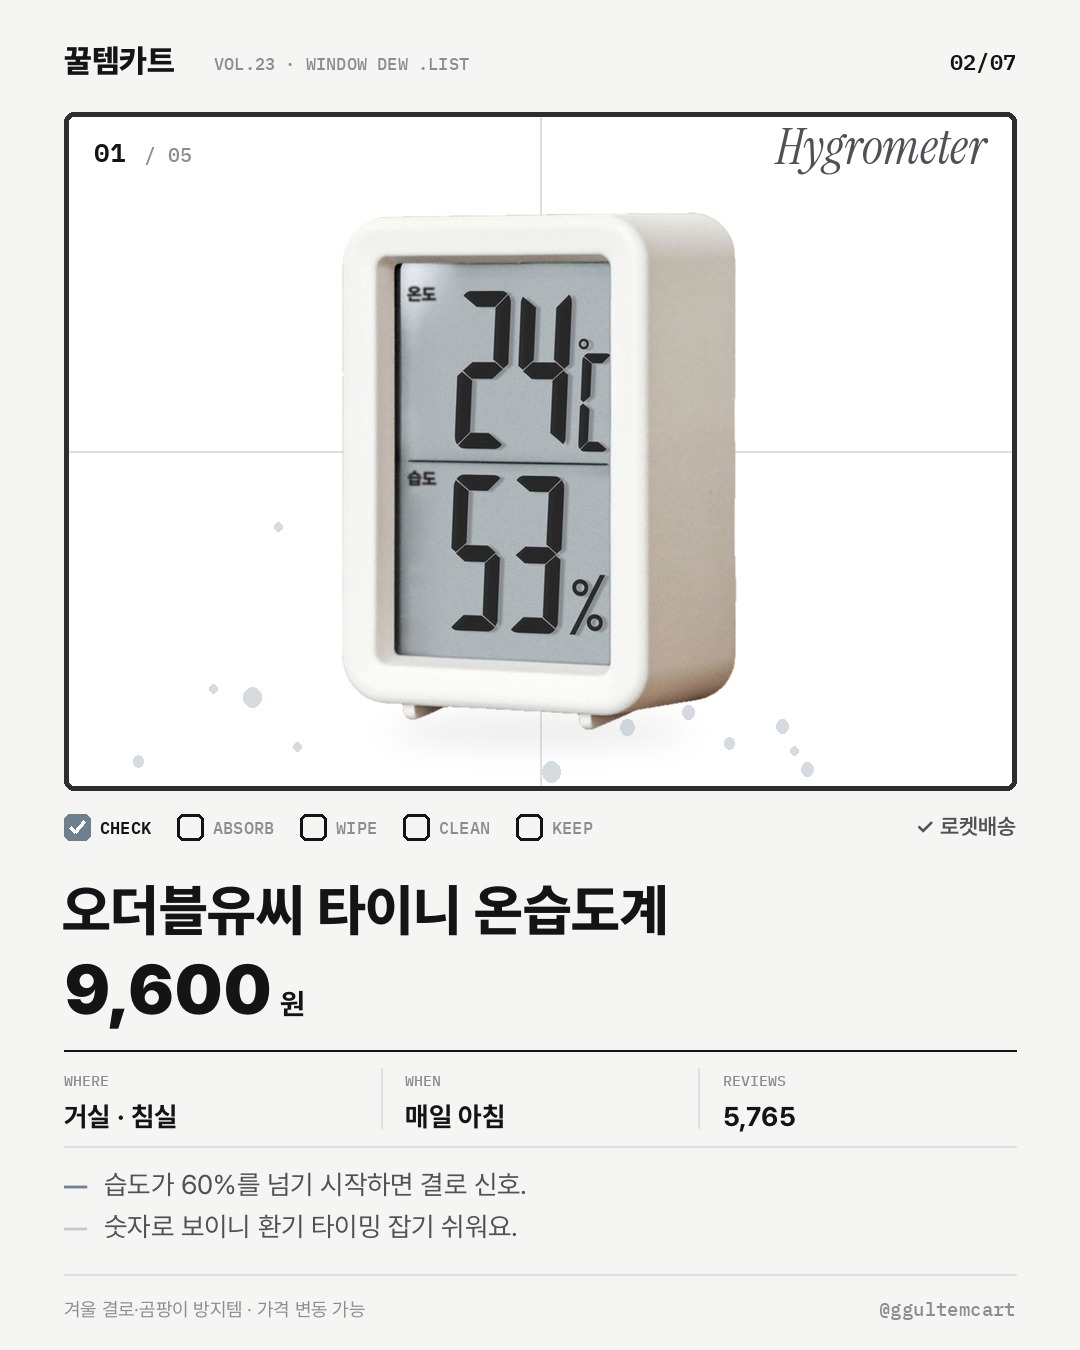 꿀템카트 VOL.23 · WINDOW DEW .LIST 02/07
01 / 05 Hygrometer
온도
24℃
습도
53%
CHECK ABSORB WIPE CLEAN KEEP ✓ 로켓배송
오더블유씨 타이니 온습도계
9,600 원
WHERE WHEN REVIEWS
거실 · 침실 매일 아침 5,765
— 습도가 60%를 넘기 시작하면 결로 신호.
— 숫자로 보이니 환기 타이밍 잡기 쉬워요.
겨울 결로·곰팡이 방지템 · 가격 변동 가능 @ggultemcart